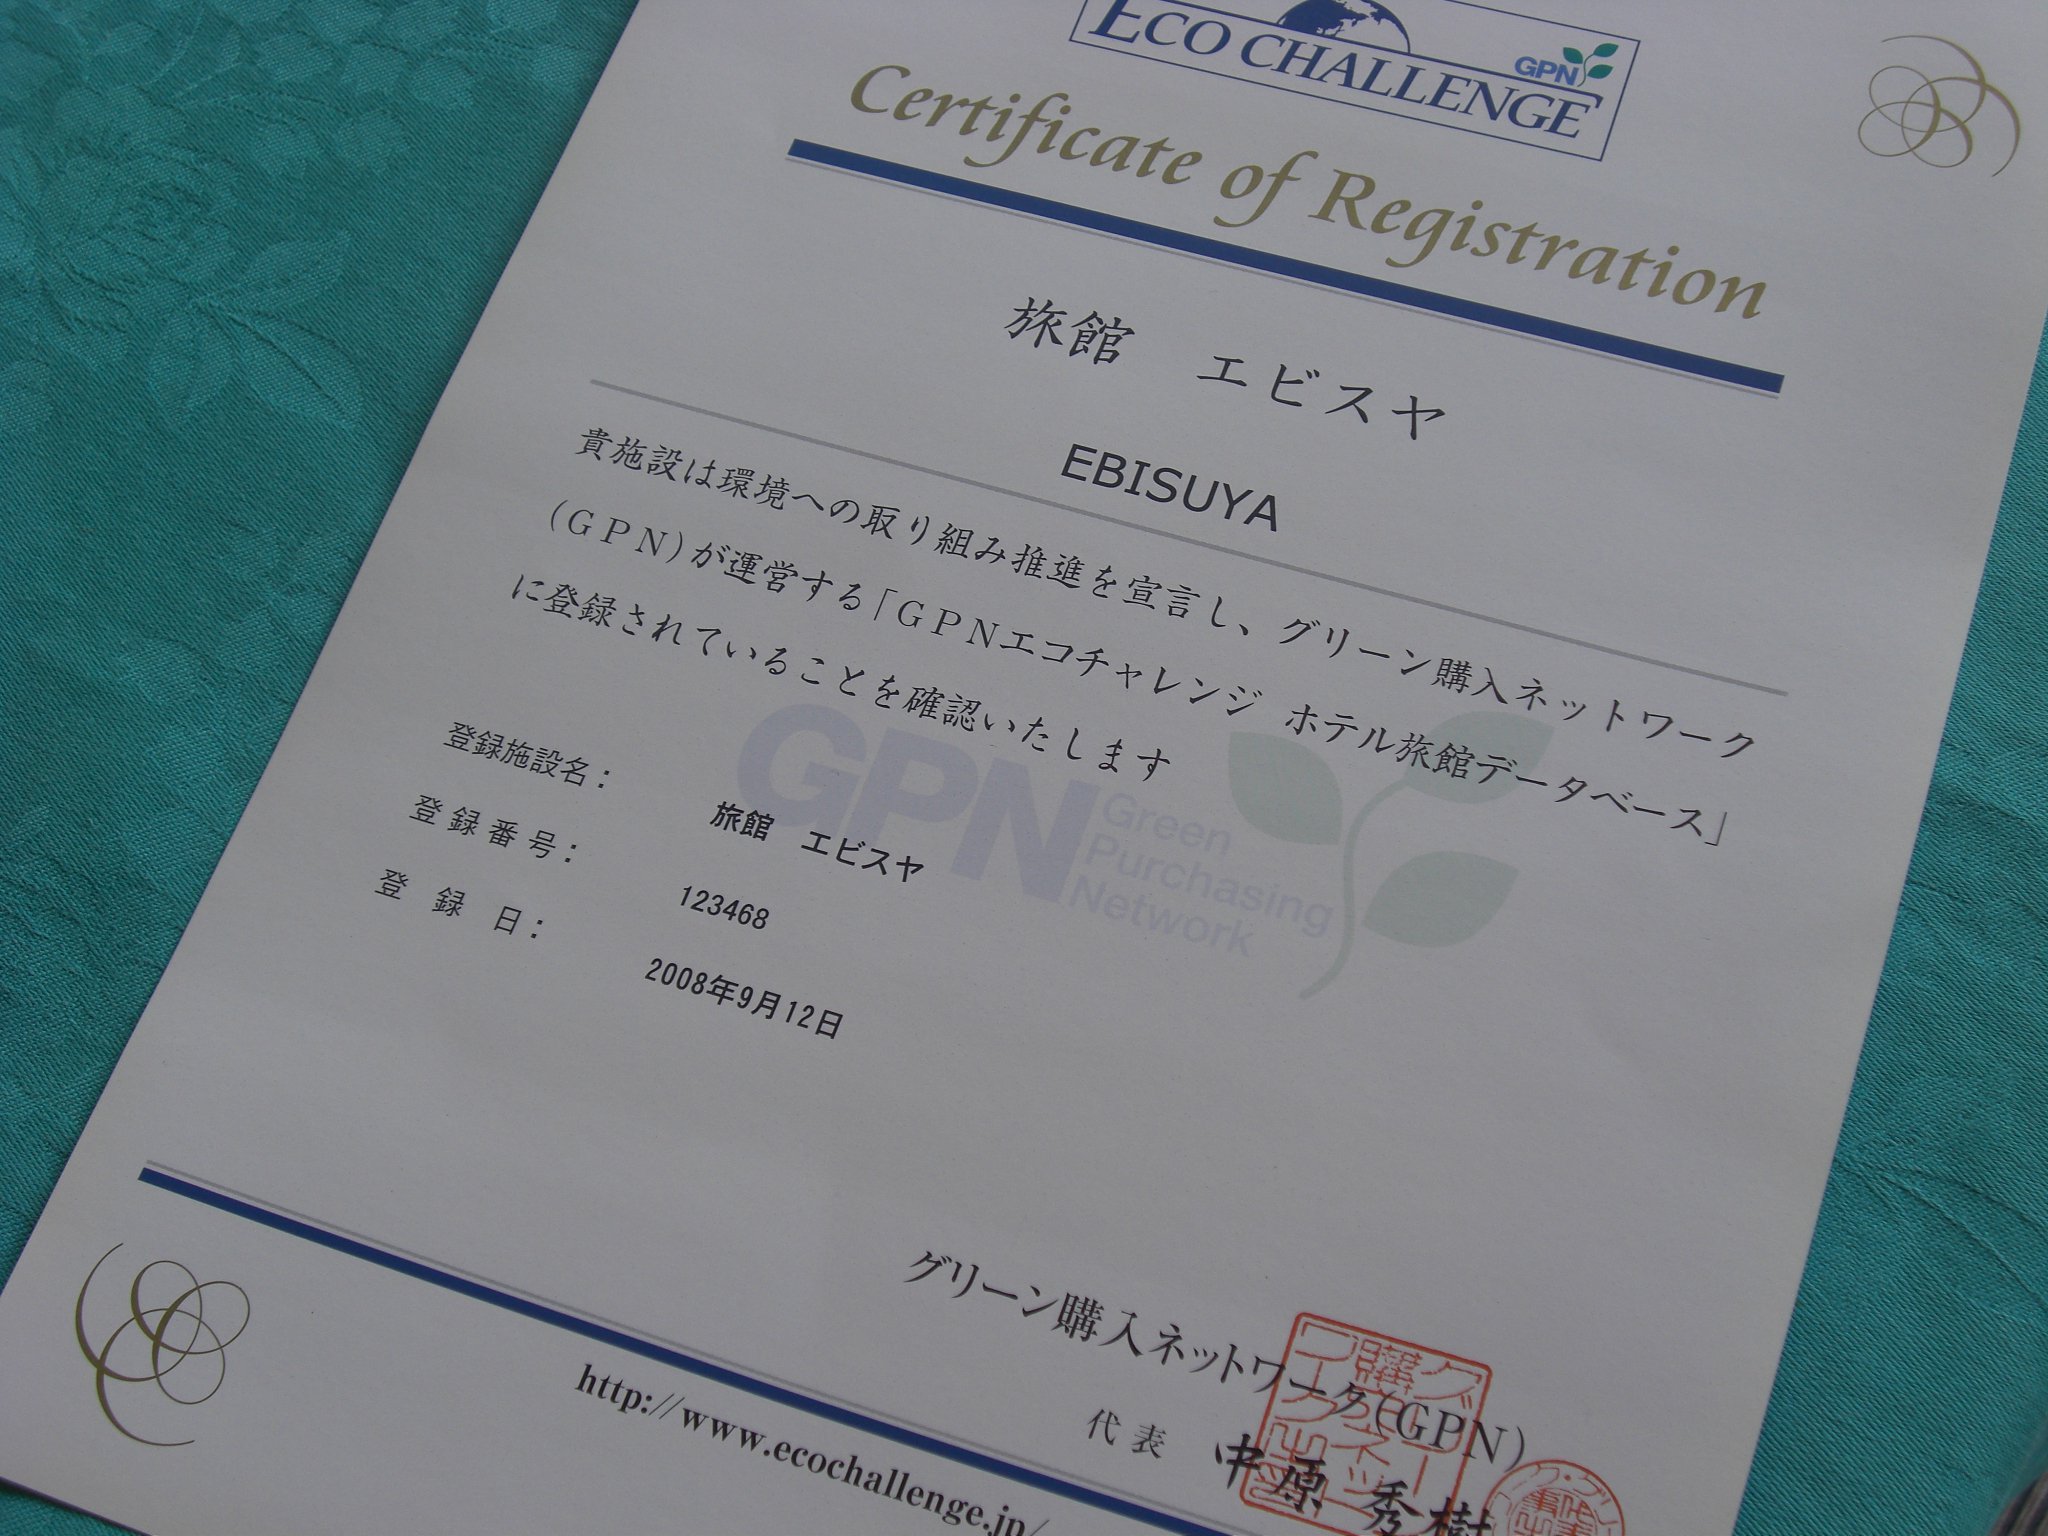 ECO CHALLENGE
GPN
Certificate of Registration
旅館 エビスヤ
EBISUYA
貴施設は環境への取り組み推進を宣言し、グリーン購入ネットワーク
(GPN)が運営する「GPNエコチャレンジ ホテル旅館データベース」
に登録されていることを確認いたします
GPN Green
Purchasing
Network
登録施設名: 旅館 エビスヤ
登録番号: 123468
登録日: 2008年9月12日
グリーン購入ネットワーク(GPN)
代表 中原 秀樹
http://www.ecochallenge.jp/